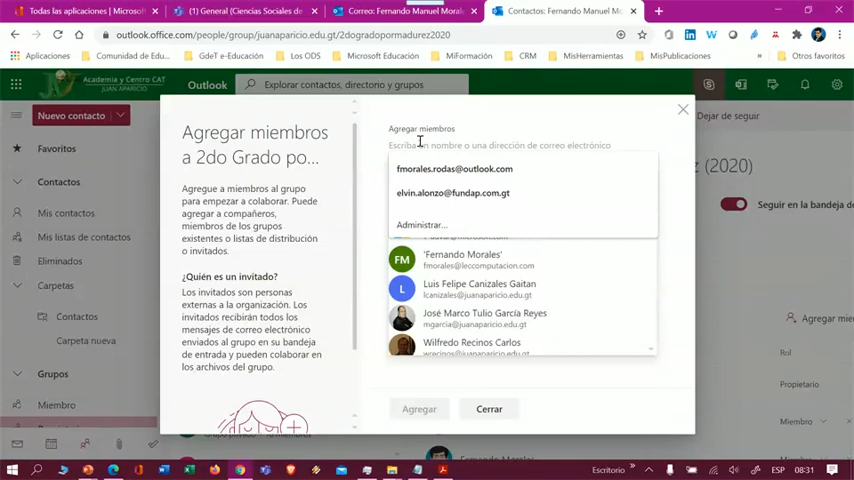 Todas las aplicaciones | Microsoft
(1) General (Ciencias Sociales de
Correo: Fernando Manuel Morale
Contactos: Fernando Manuel Mor
outlook.office.com/people/group/juanaparicio.edu.gt/2dogradopormadurez2020
Aplicaciones
Comunidad de Edu...
GdeT e-Educación
Los ODS
Microsoft
MiFormación
CRM
MisHerramientas
MisPublicaciones
Otros favoritos
Academia y Centro CAT
JUAN APARICIO
Outlook
Explorar contactos, directorio y grupos
Nuevo contacto
Favoritos
Contactos
Mis contactos
Mis listas de contactos
Eliminados
Carpetas
Contactos
Carpeta nueva
Grupos
Miembro
Agregar miembros
a 2do Grado po...
Agregue a miembros al grupo
para empezar a colaborar. Puede
agregar a compañeros,
miembros de los grupos
existentes o listas de distribución
o invitados.
¿Quién es un invitado?
Los invitados son personas
externas a la organización. Los
invitados recibirán todos los
mensajes de correo electrónico
enviados al grupo en su bandeja
de entrada y pueden colaborar
en los archivos del grupo.
Agregar miembros
Escriba un nombre o una dirección de correo electrónico
fmorales.rodas@outlook.com
elvin.alonzo@fundap.com.gt
Administrar...
FM
'Fernando Morales'
fmorales@leccomputacion.com
L
Luis Felipe Canizales Gaitan
lcanizales@juanaparicio.edu.gt
José Marco Tulio García Reyes
mgarcia@juanaparicio.edu.gt
Wilfredo Recinos Carlos
wrecinos@juanaparicio.edu.gt
Agregar
Cerrar
Dejar de seguir
(2020)
Seguir en la bandeja de
Agregar mie
Rol
Propietario
Miembro
Escritorio
ESP
08:31